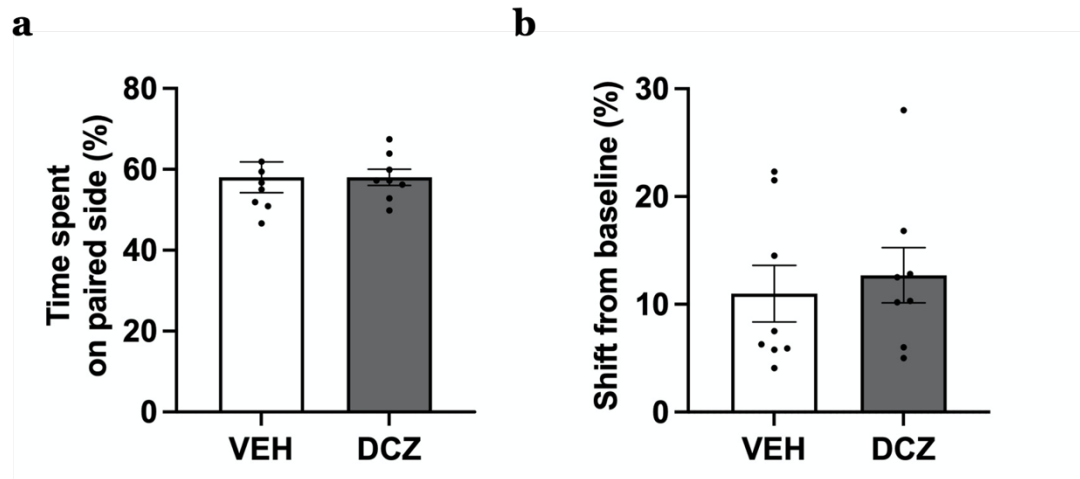 a
Time spent
on paired side (%)
80
60
40
20
0
VEH DCZ
b
Shift from baseline (%)
30
20
10
0
VEH DCZ